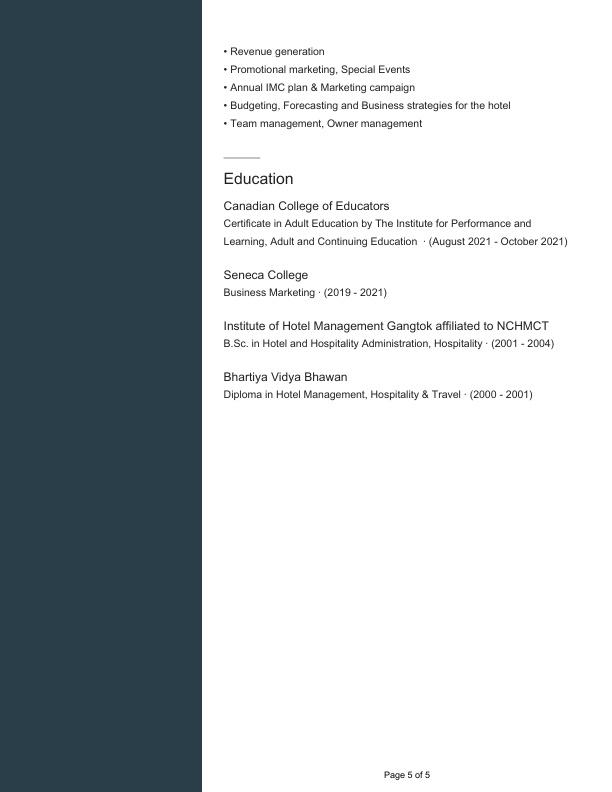 • Revenue generation
• Promotional marketing, Special Events
• Annual IMC plan & Marketing campaign
• Budgeting, Forecasting and Business strategies for the hotel
• Team management, Owner management
Education
Canadian College of Educators
Certificate in Adult Education by The Institute for Performance and
Learning, Adult and Continuing Education  · (August 2021 - October 2021)
Seneca College
Business Marketing · (2019 - 2021)
Institute of Hotel Management Gangtok affiliated to NCHMCT
B.Sc. in Hotel and Hospitality Administration, Hospitality · (2001 - 2004)
Bhartiya Vidya Bhawan
Diploma in Hotel Management, Hospitality & Travel · (2000 - 2001)
Page 5 of 5